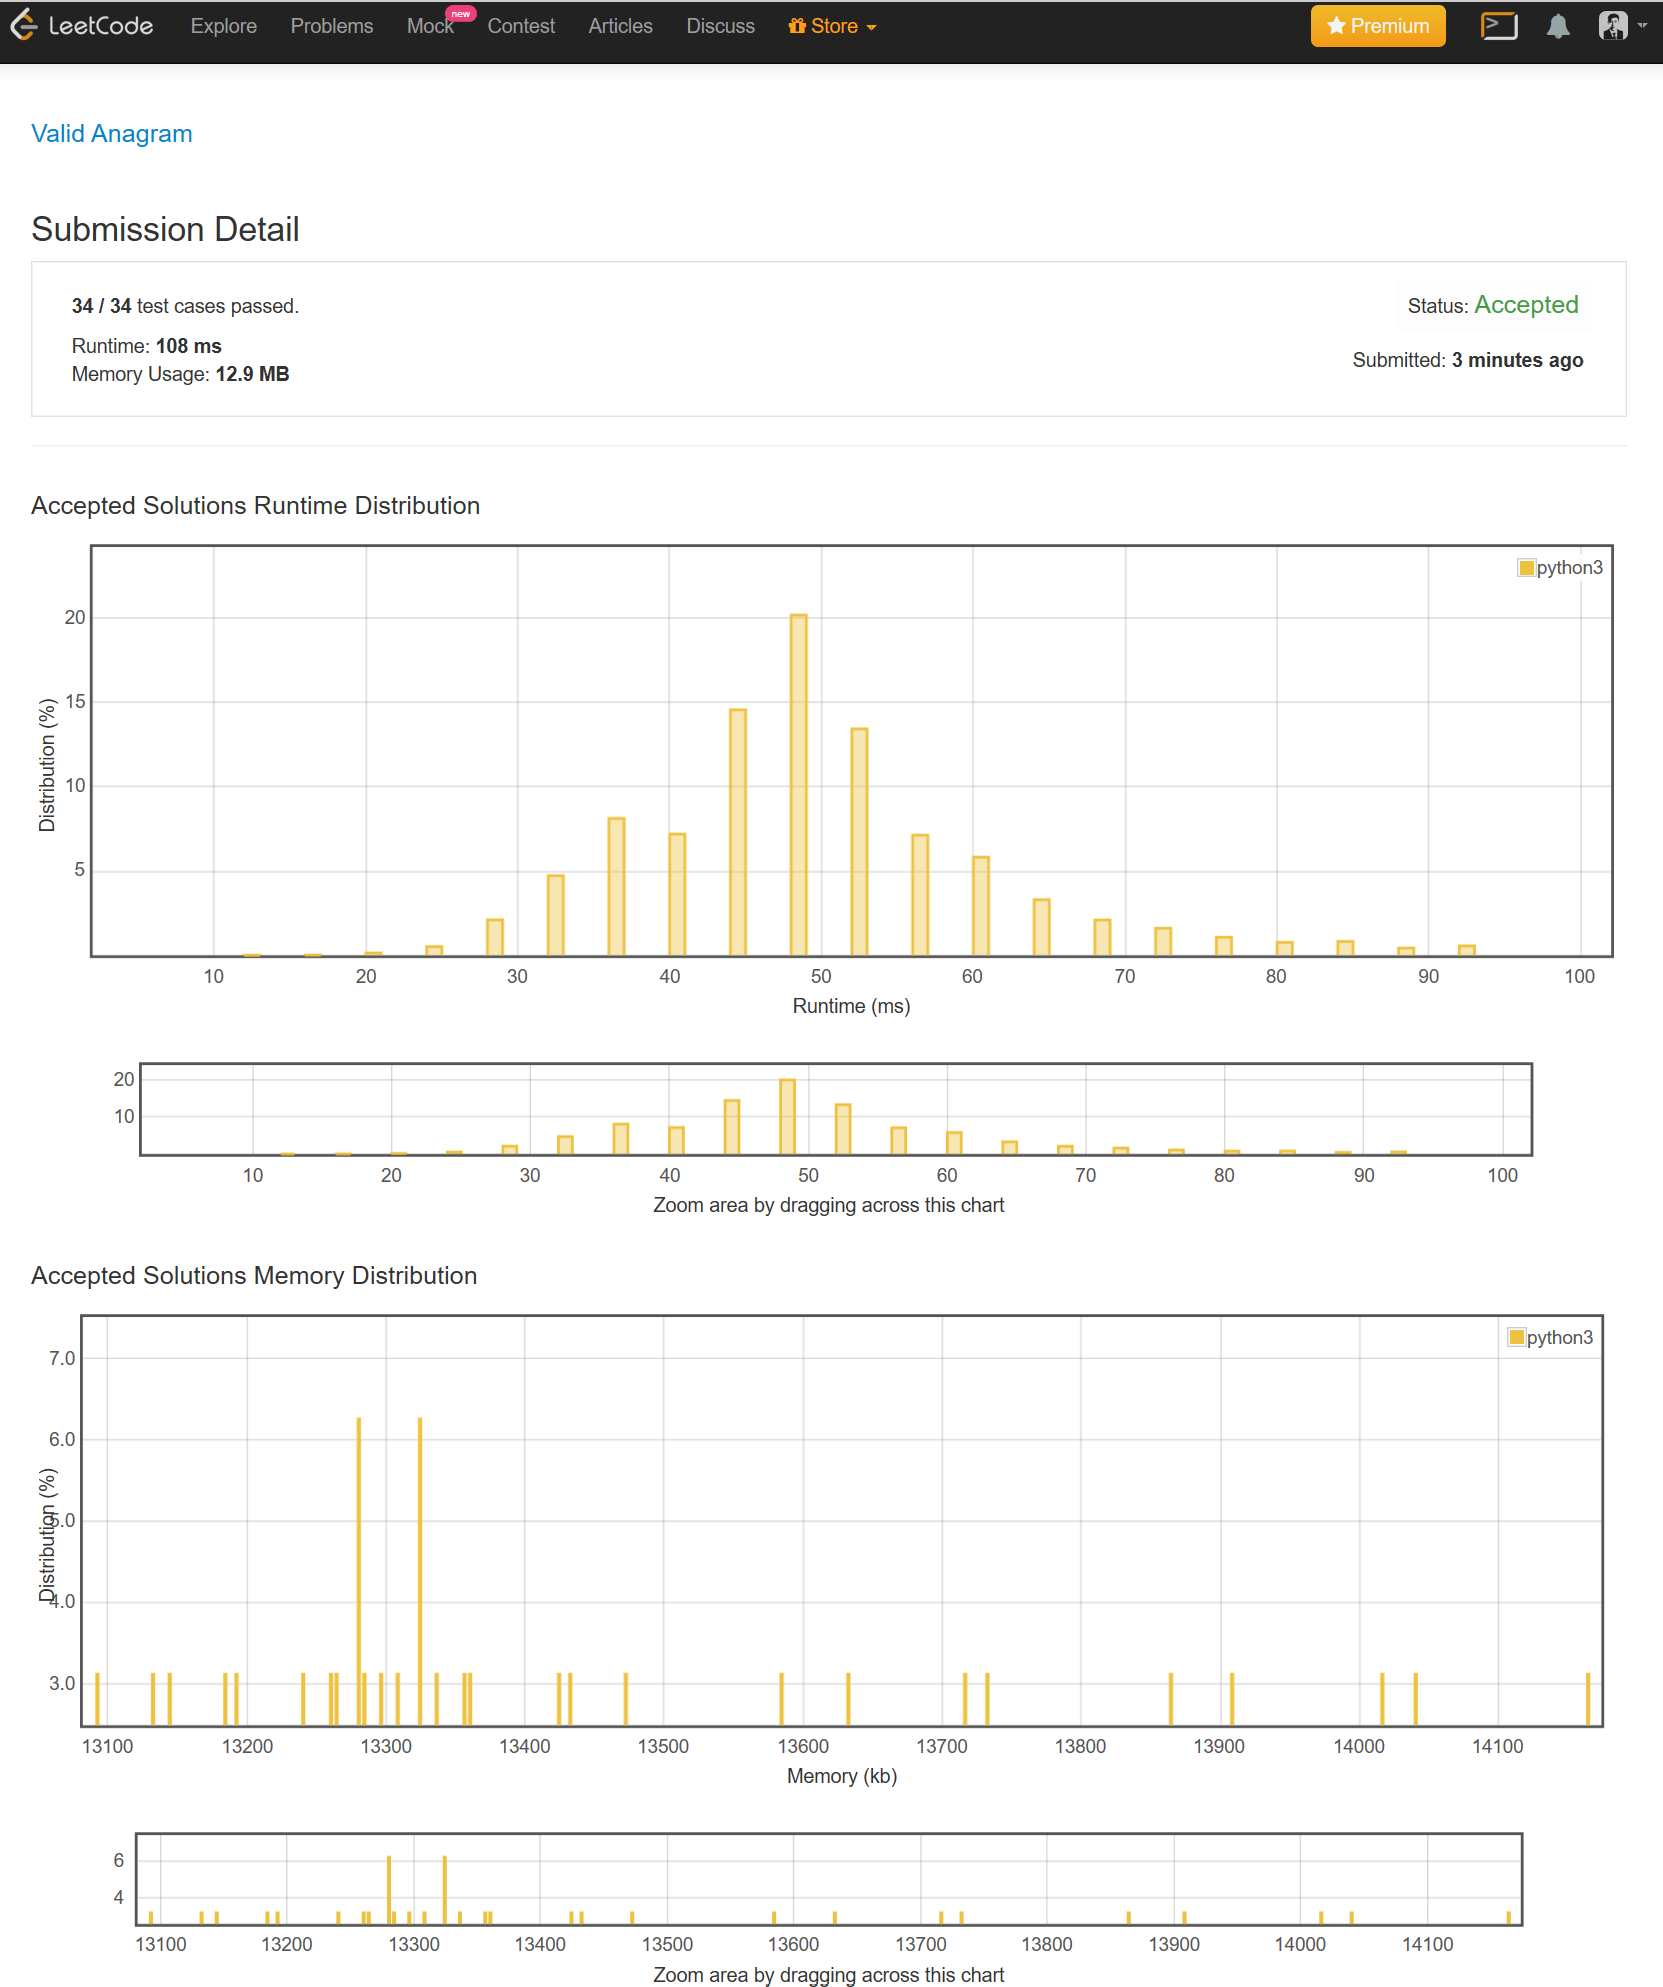 LeetCode Explore Problems Mock new Contest Articles Discuss Store Premium
Valid Anagram
Submission Detail
34 / 34 test cases passed.
Status: Accepted
Runtime: 108 ms
Submitted: 3 minutes ago
Memory Usage: 12.9 MB
Accepted Solutions Runtime Distribution
python3
20
15
10
5
Distribution (%)
10 20 30 40 50 60 70 80 90 100
Runtime (ms)
20
10
10 20 30 40 50 60 70 80 90 100
Zoom area by dragging across this chart
Accepted Solutions Memory Distribution
python3
7.0
6.0
5.0
4.0
3.0
Distribution (%)
13100 13200 13300 13400 13500 13600 13700 13800 13900 14000 14100
Memory (kb)
6
4
13100 13200 13300 13400 13500 13600 13700 13800 13900 14000 14100
Zoom area by dragging across this chart